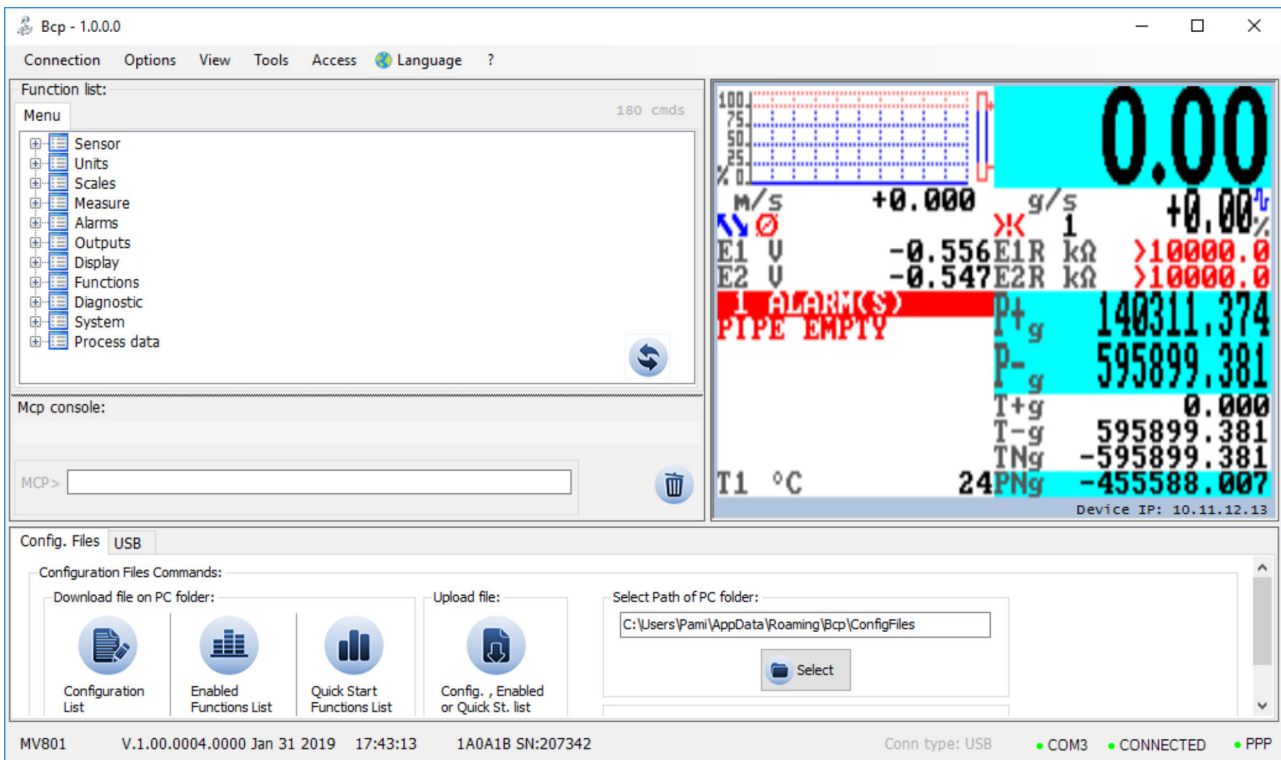 Bcp - 1.0.0.0
Connection Options View Tools Access Language ?
Function list:
Menu 180 cmds
Sensor
Units
Scales
Measure
Alarms
Outputs
Display
Functions
Diagnostic
System
Process data
Mcp console:
MCP>
100.
75.
50.
25.
% 0.
0.00
m/s +0.000 g/s +0.00%
1
E1 V -0.556 E1R kΩ >10000.0
E2 V -0.547 E2R kΩ >10000.0
1 ALARM(S)
PIPE EMPTY
P+g 140311.374
P-g 595899.381
T+g 0.000
T-g 595899.381
TNg -595899.381
T1 °C 24 PNg -455588.007
Device IP: 10.11.12.13
Config. Files USB
Configuration Files Commands:
Download file on PC folder: Upload file: Select Path of PC folder:
C:\Users\Pami\AppData\Roaming\Bcp\ConfigFiles
Select
Configuration List
Enabled Functions List
Quick Start Functions List
Config. , Enabled or Quick St. list
MV801 V.1.00.0004.0000 Jan 31 2019 17:43:13 1A0A1B SN:207342 Conn type: USB COM3 CONNECTED PPP